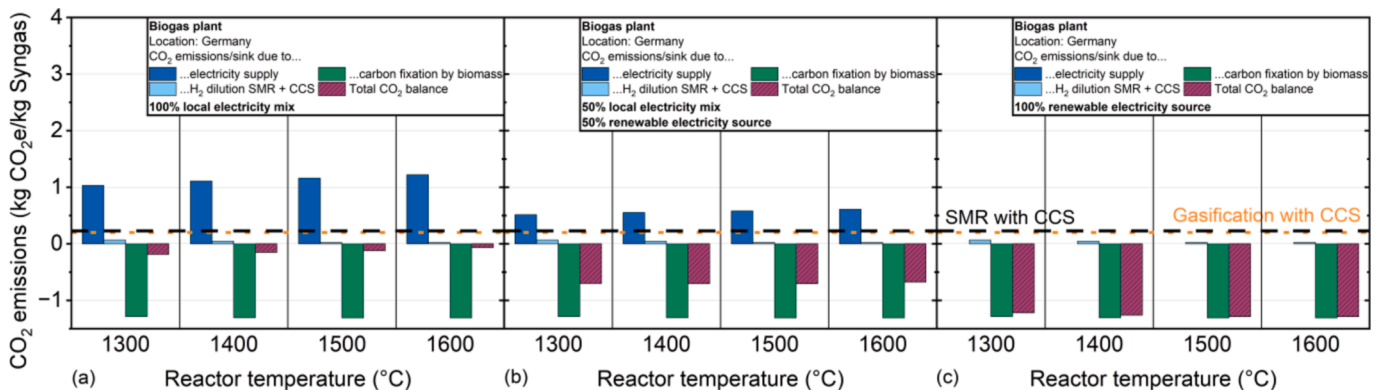 CO₂ emissions (kg CO₂e/kg Syngas)
4
3
2
1
0
−1
Biogas plant
Location: Germany
CO₂ emissions/sink due to...
...electricity supply ...carbon fixation by biomass
...H₂ dilution SMR + CCS Total CO₂ balance
100% local electricity mix
Biogas plant
Location: Germany
CO₂ emissions/sink due to...
...electricity supply ...carbon fixation by biomass
...H₂ dilution SMR + CCS Total CO₂ balance
50% local electricity mix
50% renewable electricity source
Biogas plant
Location: Germany
CO₂ emissions/sink due to...
...electricity supply ...carbon fixation by biomass
...H₂ dilution SMR + CCS Total CO₂ balance
100% renewable electricity source
SMR with CCS Gasification with CCS
1300 1400 1500 1600 1300 1400 1500 1600 1300 1400 1500 1600
(a) Reactor temperature (°C) (b) Reactor temperature (°C) (c) Reactor temperature (°C)